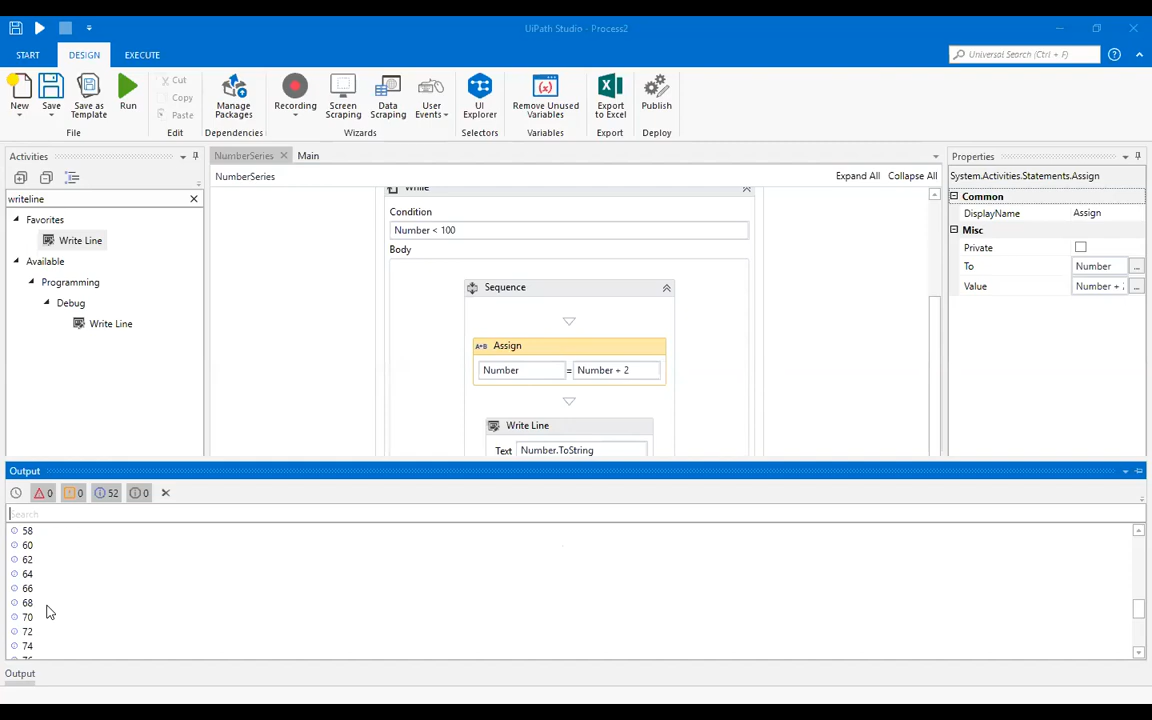 UiPath Studio - Process2
START DESIGN EXECUTE
Universal Search (Ctrl + F)
New Save Save as Template Run
Cut
Copy
Paste
Manage Packages
Recording Screen Scraping Data Scraping User Events
UI Explorer
Remove Unused Variables
Export to Excel
Publish
File Edit Dependencies Wizards Selectors Variables Export Deploy
Activities
writeline
Favorites
Write Line
Available
Programming
Debug
Write Line
NumberSeries Main
NumberSeries Expand All Collapse All
While
Condition
Number < 100
Body
Sequence
A*B Assign
Number = Number + 2
Write Line
Text Number.ToString
Properties
System.Activities.Statements.Assign
Common
DisplayName Assign
Misc
Private
To Number ...
Value Number + ...
Output
0 0 52 0
Search
58
60
62
64
66
68
70
72
74
Output